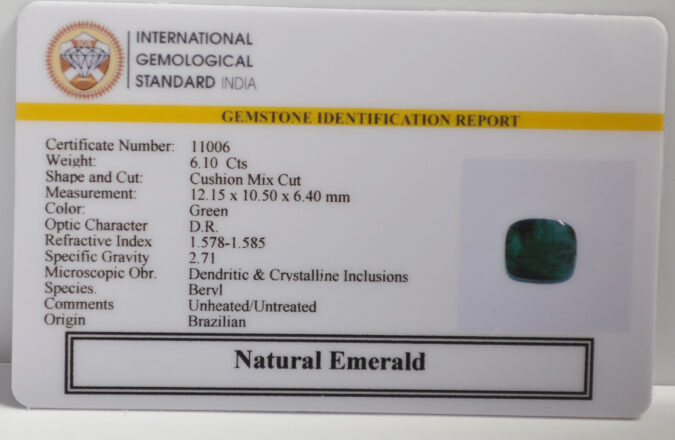 INTERNATIONAL
GEMOLOGICAL
STANDARD INDIA
GEMSTONE IDENTIFICATION REPORT
Certificate Number: 11006
Weight: 6.10 Cts
Shape and Cut: Cushion Mix Cut
Measurement: 12.15 x 10.50 x 6.40 mm
Color: Green
Optic Character D.R.
Refractive Index 1.578-1.585
Specific Gravity 2.71
Microscopic Obr. Dendritic & Crystalline Inclusions
Species. Beryl
Comments Unheated/Untreated
Origin Brazilian
Natural Emerald